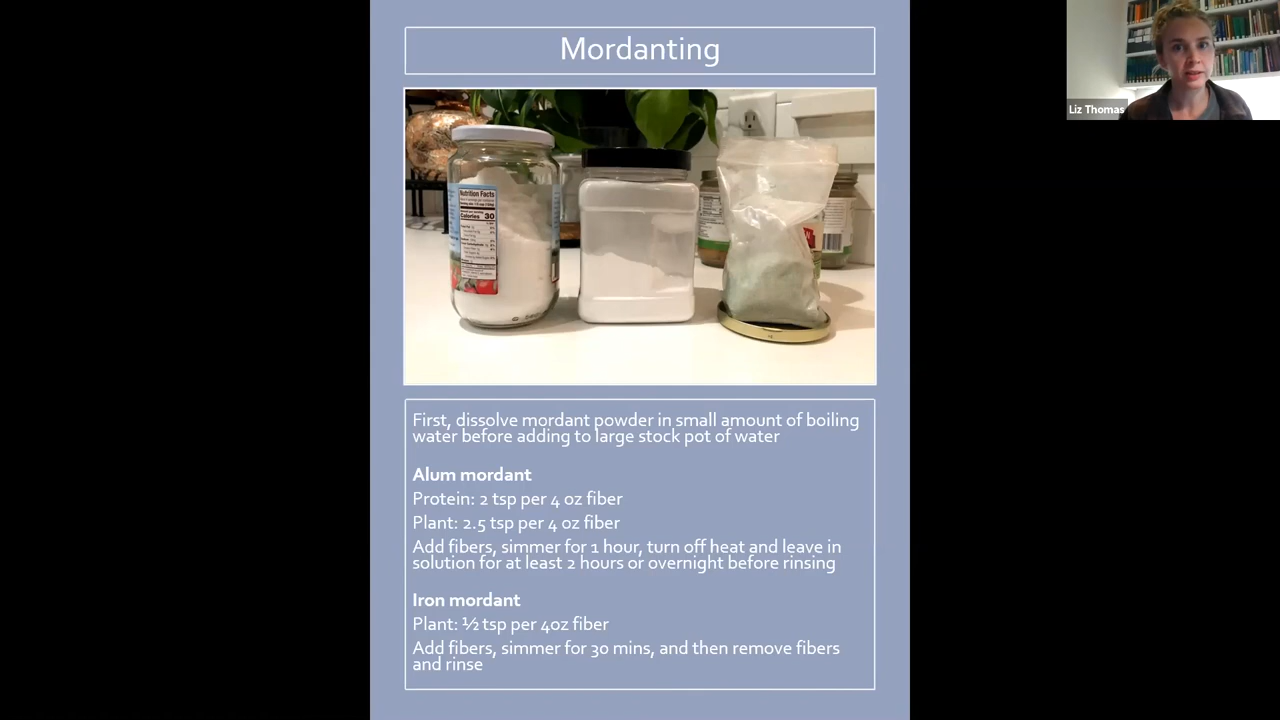 Mordanting
Liz Thomas
Nutrition Facts
Calories 30
First, dissolve mordant powder in small amount of boiling
water before adding to large stock pot of water
Alum mordant
Protein: 2 tsp per 4 oz fiber
Plant: 2.5 tsp per 4 oz fiber
Add fibers, simmer for 1 hour, turn off heat and leave in
solution for at least 2 hours or overnight before rinsing
Iron mordant
Plant: ½ tsp per 4oz fiber
Add fibers, simmer for 30 mins, and then remove fibers
and rinse